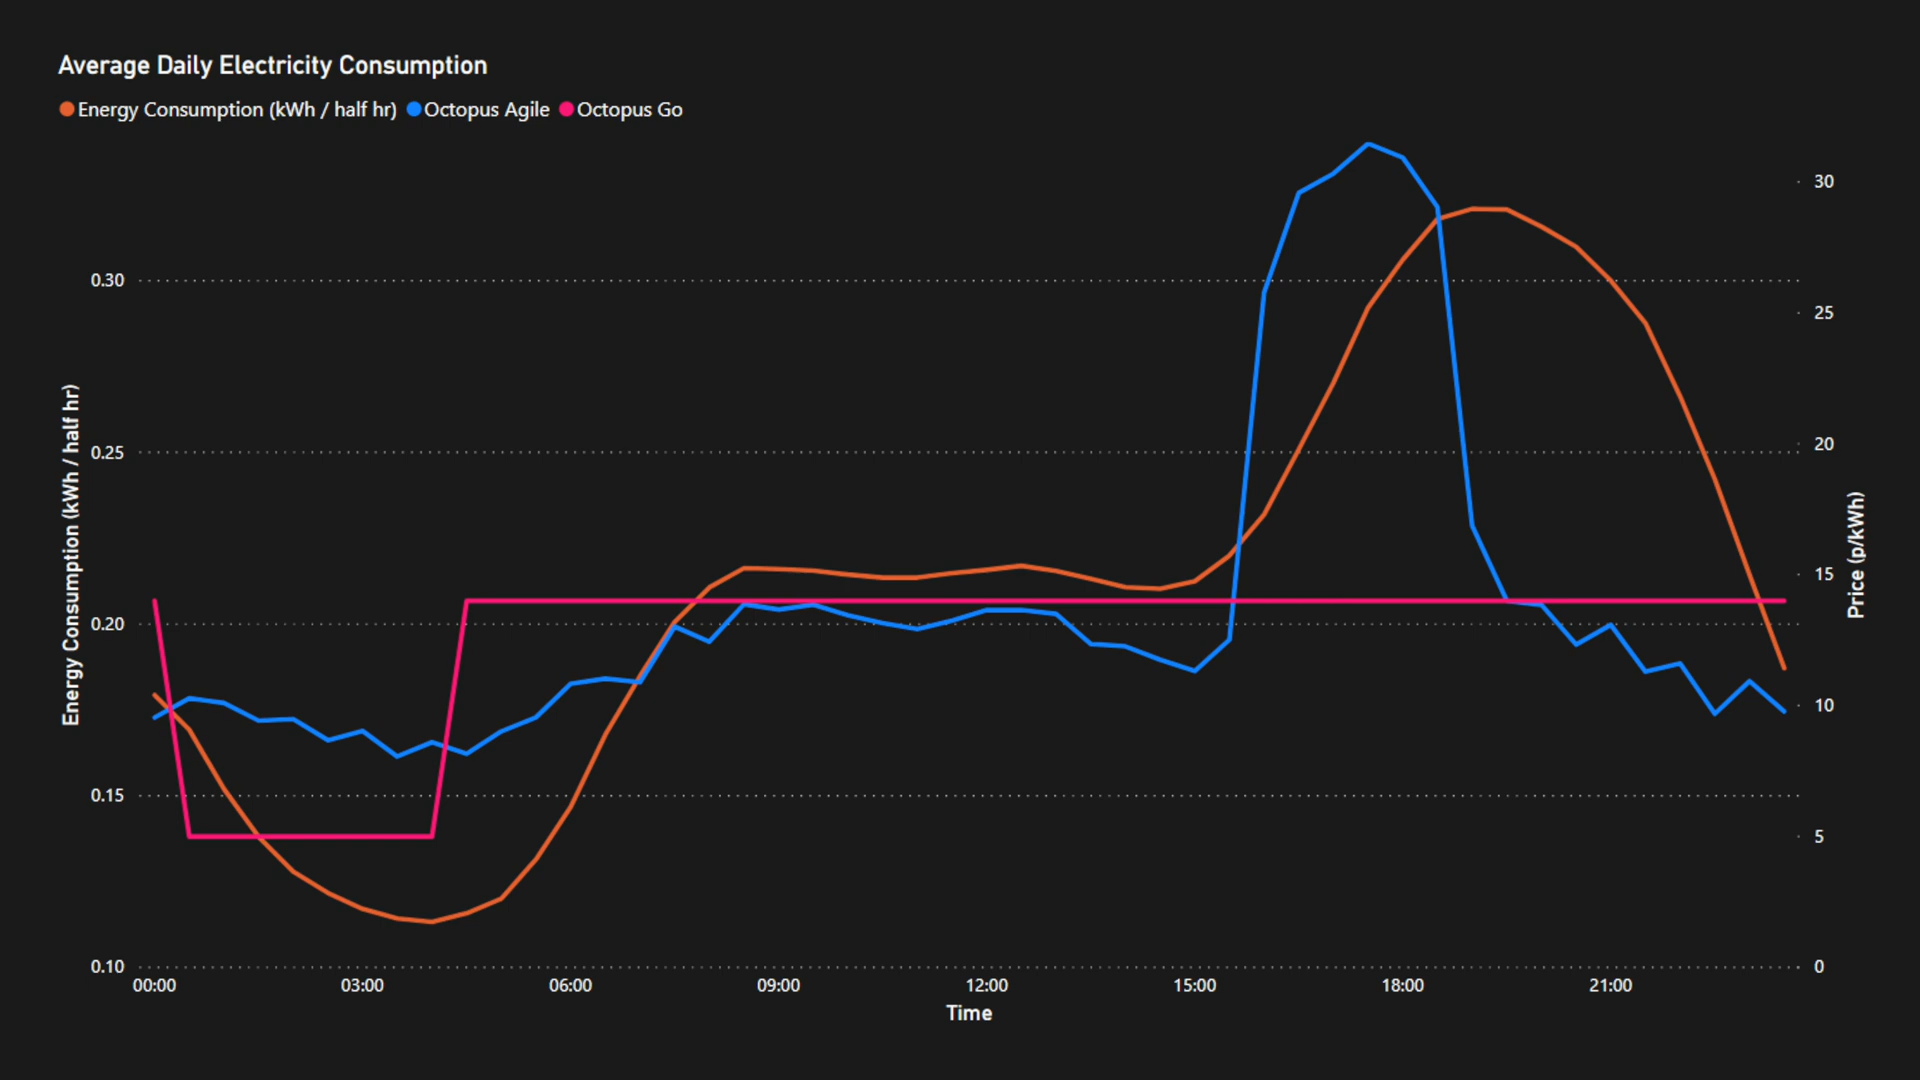 Average Daily Electricity Consumption
Energy Consumption (kWh / half hr) Octopus Agile Octopus Go
30
0.30
25
20
0.25
Energy Consumption (kWh / half hr)
Price (p/kWh)
15
0.20
10
0.15
5
0.10
0
00:00 03:00 06:00 09:00 12:00 15:00 18:00 21:00
Time